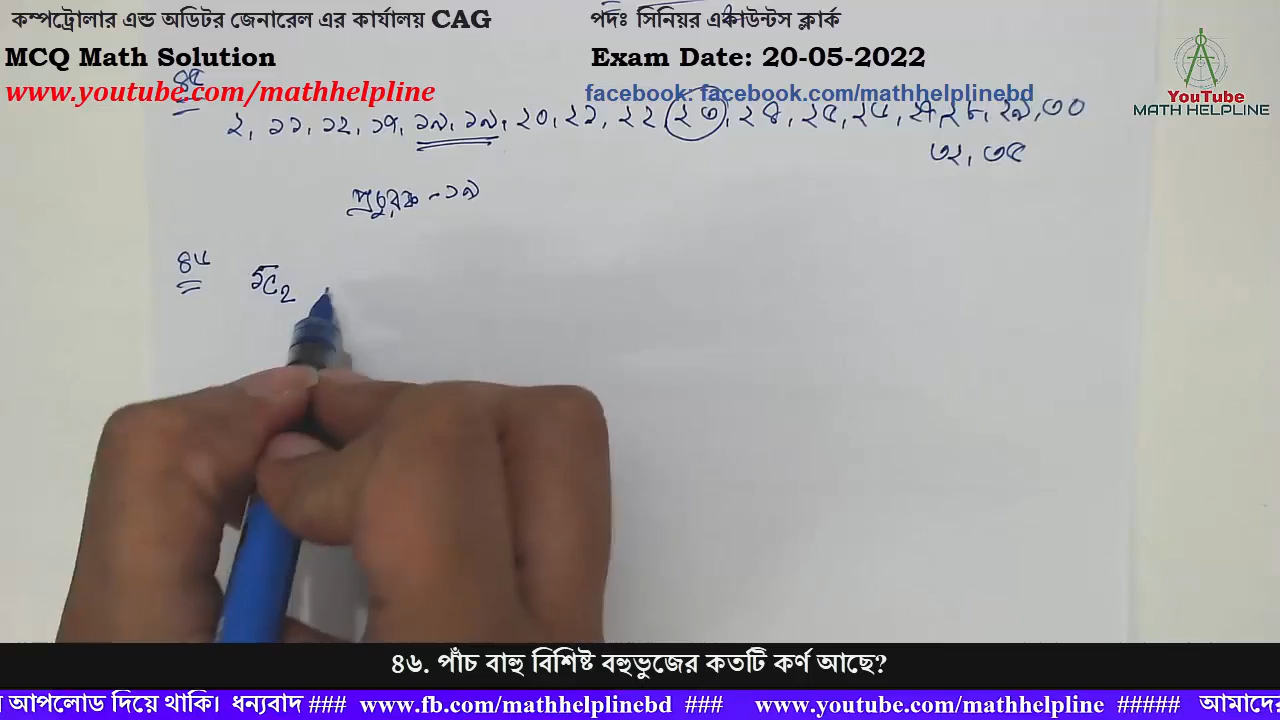 কম্পট্রোলার এন্ড অডিটর জেনারেল এর কার্যালয় CAG
পদঃ সিনিয়র একাউন্টস ক্লার্ক
MCQ Math Solution
Exam Date: 20-05-2022
www.youtube.com/mathhelpline
facebook: facebook.com/mathhelplinebd
YouTube
MATH HELPLINE
৪৫
২, ১১, ১২, ১৭, ১৯, ১৯, ২০, ২১, ২২, ২৩, ২৪, ২৫, ২৫, ২৮, ২৯, ৩০
৩২, ৩৫
প্রচুরক - ১৯
৪৬
৪৬. পাঁচ বাহু বিশিষ্ট বহুভুজের কতটি কর্ণ আছে?
আপলোড দিয়ে থাকি। ধন্যবাদ ### www.fb.com/mathhelplinebd ### www.youtube.com/mathhelpline ##### আমাদের